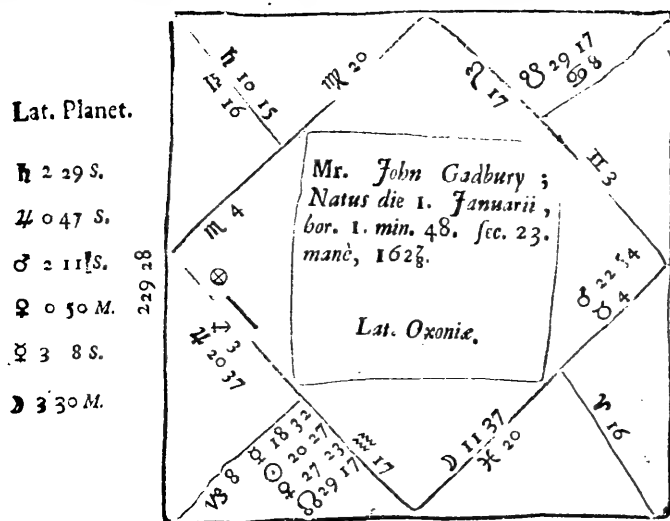 Lat. Planet.
♄ 2 29 S.
♃ 0 47 S.
♂ 2 11 S.
♀ 0 50 M.
☿ 3 8 S.
☽ 3 30 M.
229 28
♄ 10 15
♎ 16
♍ 20
♌ 17
☋ 29 17
♋ 8
♊ 3
♏ 4
Mr. John Gadbury ;
Natus die 1. Januarii ,
hor. 1. min. 48. ſec. 23.
manè, 162⅞.
Lat. Oxoniæ.
♂ 22 54
♉ 4
⊗
♐ 3
♃ 20 37
♑ 8
☿ 18 32
☉ 20 27
♀ 27 23
☊ 29 17
♒ 17
☽ 11 37
♓ 20
♈ 16